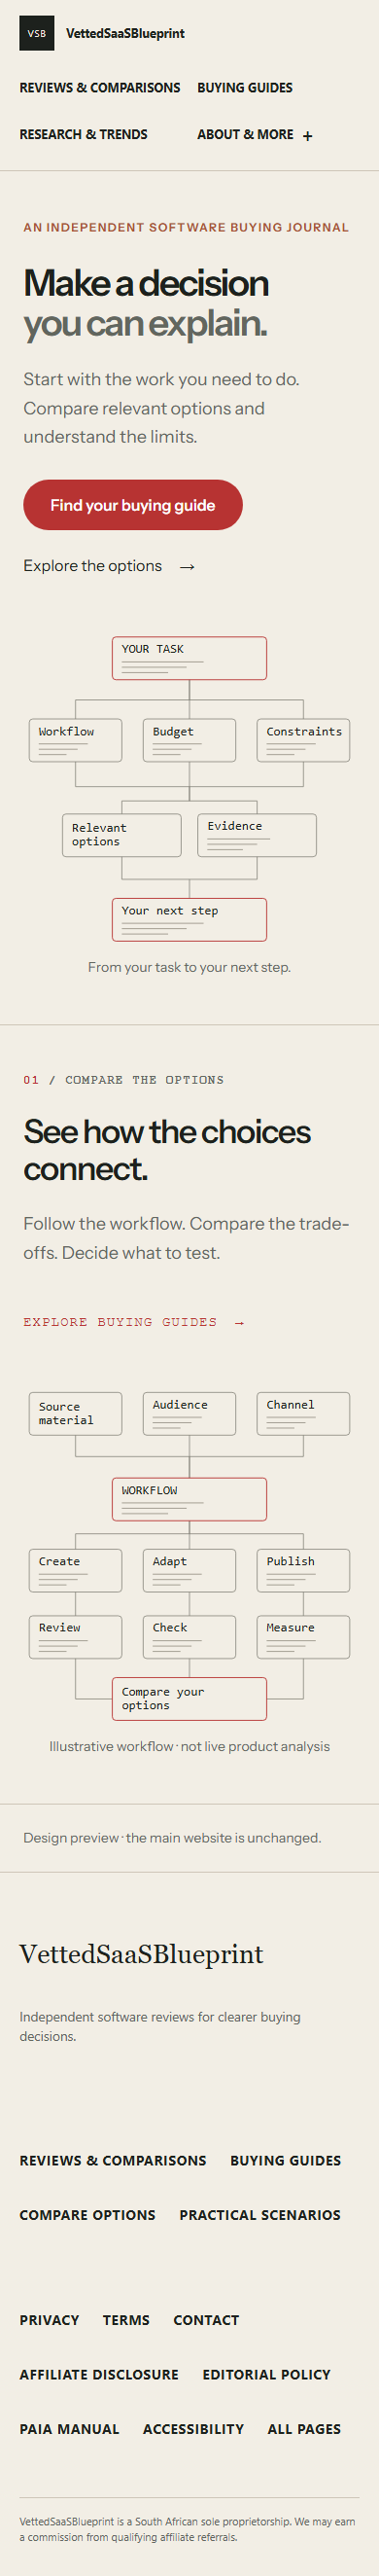 VSB VettedSaaSBlueprint
REVIEWS & COMPARISONS BUYING GUIDES
RESEARCH & TRENDS ABOUT & MORE +
AN INDEPENDENT SOFTWARE BUYING JOURNAL
Make a decision
you can explain.
Start with the work you need to do.
Compare relevant options and
understand the limits.
Find your buying guide
Explore the options →
YOUR TASK
Workflow Budget Constraints
Relevant
options
Evidence
Your next step
From your task to your next step.
01 / COMPARE THE OPTIONS
See how the choices
connect.
Follow the workflow. Compare the trade-
offs. Decide what to test.
EXPLORE BUYING GUIDES →
Source
material
Audience Channel
WORKFLOW
Create Adapt Publish
Review Check Measure
Compare your
options
Illustrative workflow · not live product analysis
Design preview · the main website is unchanged.
VettedSaaSBlueprint
Independent software reviews for clearer buying
decisions.
REVIEWS & COMPARISONS BUYING GUIDES
COMPARE OPTIONS PRACTICAL SCENARIOS
PRIVACY TERMS CONTACT
AFFILIATE DISCLOSURE EDITORIAL POLICY
PAIA MANUAL ACCESSIBILITY ALL PAGES
VettedSaaSBlueprint is a South African sole proprietorship. We may earn
a commission from qualifying affiliate referrals.